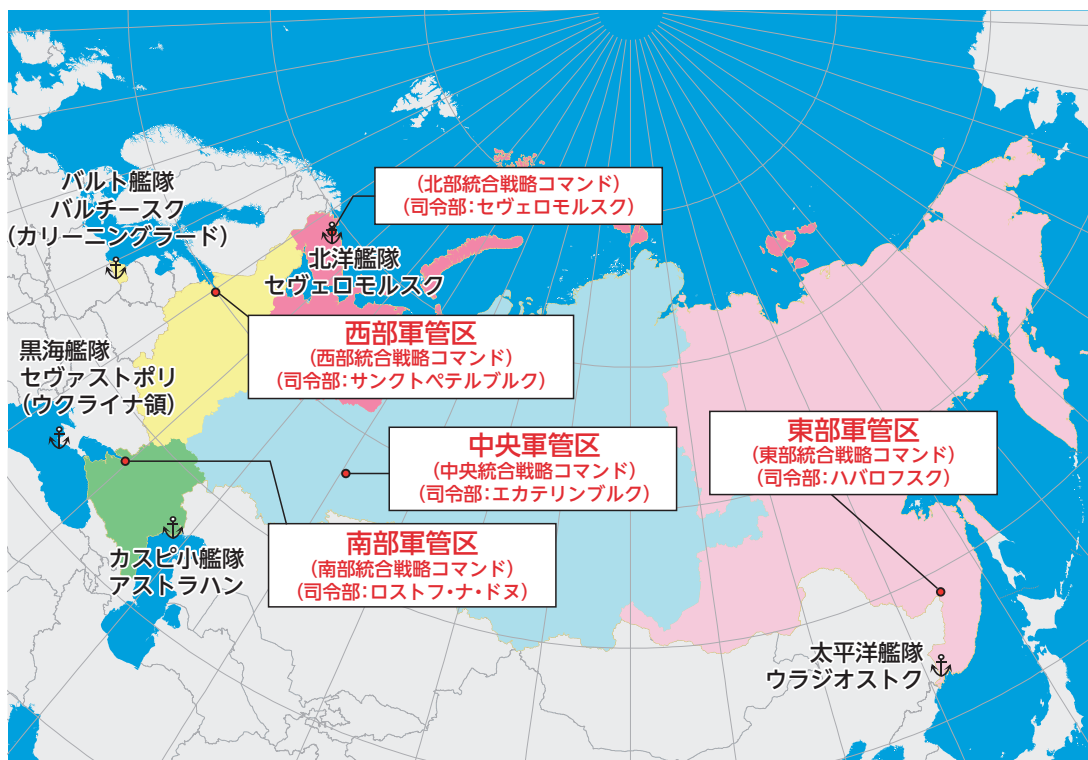 バルト艦隊
バルチースク
(カリーニングラード)
(北部統合戦略コマンド)
(司令部:セヴェロモルスク)
北洋艦隊
セヴェロモルスク
西部軍管区
(西部統合戦略コマンド)
(司令部:サンクトペテルブルク)
黒海艦隊
セヴァストポリ
(ウクライナ領)
中央軍管区
(中央統合戦略コマンド)
(司令部:エカテリンブルク)
東部軍管区
(東部統合戦略コマンド)
(司令部:ハバロフスク)
南部軍管区
(南部統合戦略コマンド)
(司令部:ロストフ・ナ・ドヌ)
カスピ小艦隊
アストラハン
太平洋艦隊
ウラジオストク